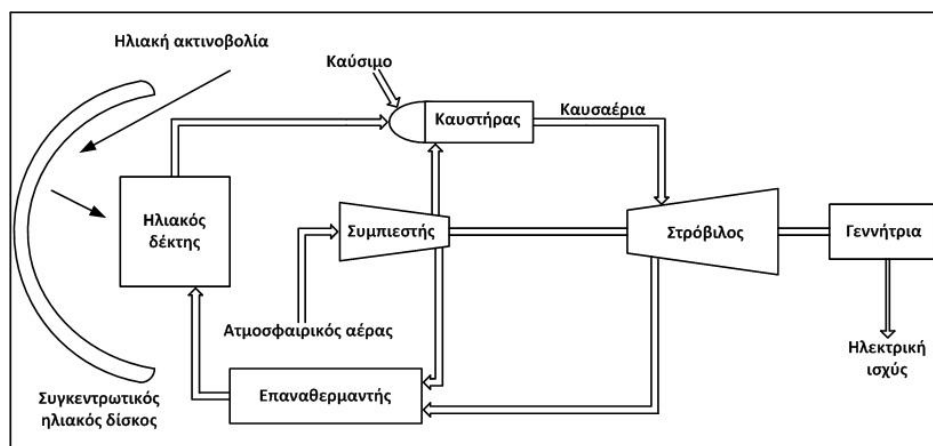 Ηλιακή ακτινοβολία
Καύσιμο
Καυστήρας
Καυσαέρια
Ηλιακός
δέκτης
Συμπιεστής
Στρόβιλος
Γεννήτρια
Ατμοσφαιρικός αέρας
Ηλεκτρική
ισχύς
Επαναθερμαντής
Συγκεντρωτικός
ηλιακός δίσκος